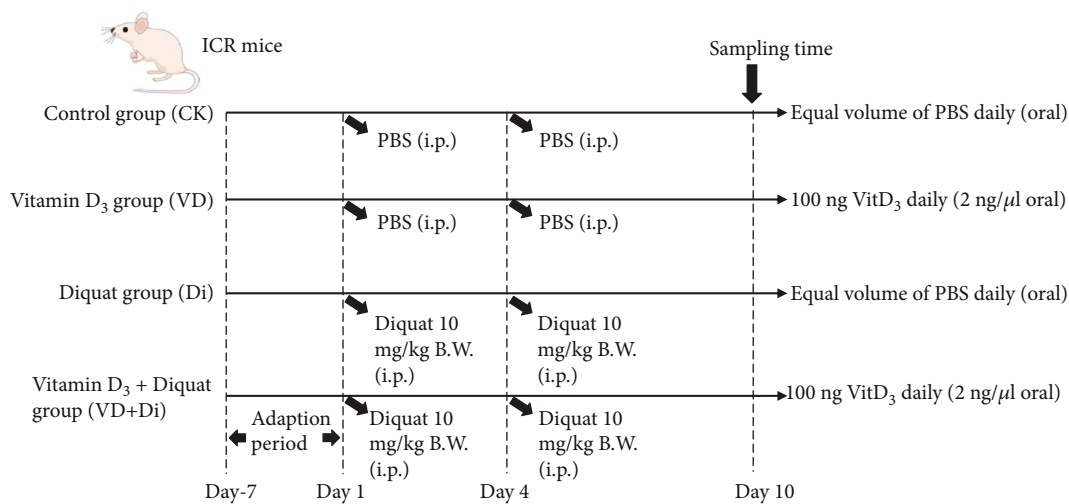 ICR mice
Sampling time
Control group (CK)
Equal volume of PBS daily (oral)
PBS (i.p.)
PBS (i.p.)
Vitamin D₃ group (VD)
100 ng VitD₃ daily (2 ng/μl oral)
PBS (i.p.)
PBS (i.p.)
Diquat group (Di)
Equal volume of PBS daily (oral)
Diquat 10
mg/kg B.W.
(i.p.)
Diquat 10
mg/kg B.W.
(i.p.)
Vitamin D₃ + Diquat
group (VD+Di)
100 ng VitD₃ daily (2 ng/μl oral)
Adaption
period
Diquat 10
mg/kg B.W.
(i.p.)
Diquat 10
mg/kg B.W.
(i.p.)
Day-7
Day 1
Day 4
Day 10